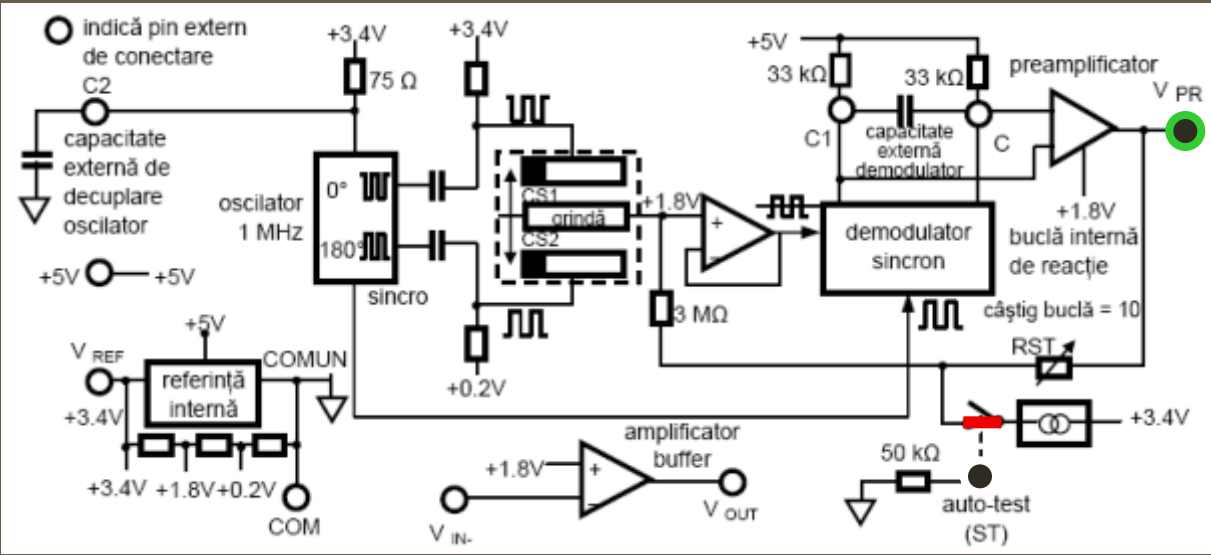 indică pin extern
de conectare
C2
capacitate
externă de
decuplare
oscilator
+5V
+5V
+3.4V
75 Ω
+3.4V
oscilator
1 MHz
0°
180°
sincro
CS1
grindă
CS2
+0.2V
+1.8V
+
−
3 MΩ
+5V
33 kΩ
33 kΩ
C1
capacitate
externă
demodulator
C
preamplificator
V PR
+1.8V
buclă internă
de reacție
câștig buclă = 10
demodulator
sincron
RST
+3.4V
50 kΩ
auto-test
(ST)
+5V
V REF
COMUN
referință
internă
+3.4V
+3.4V
+1.8V
+0.2V
COM
amplificator
buffer
+1.8V
+
−
V IN-
V OUT